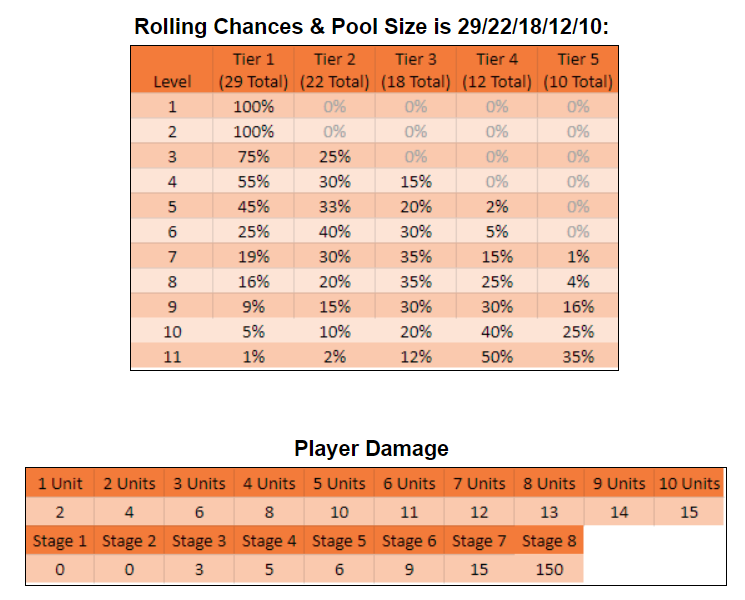 Rolling Chances & Pool Size is 29/22/18/12/10:
Tier 1 Tier 2 Tier 3 Tier 4 Tier 5
Level (29 Total) (22 Total) (18 Total) (12 Total) (10 Total)
1 100% 0% 0% 0% 0%
2 100% 0% 0% 0% 0%
3 75% 25% 0% 0% 0%
4 55% 30% 15% 0% 0%
5 45% 33% 20% 2% 0%
6 25% 40% 30% 5% 0%
7 19% 30% 35% 15% 1%
8 16% 20% 35% 25% 4%
9 9% 15% 30% 30% 16%
10 5% 10% 20% 40% 25%
11 1% 2% 12% 50% 35%
Player Damage
1 Unit 2 Units 3 Units 4 Units 5 Units 6 Units 7 Units 8 Units 9 Units 10 Units
2 4 6 8 10 11 12 13 14 15
Stage 1 Stage 2 Stage 3 Stage 4 Stage 5 Stage 6 Stage 7 Stage 8
0 0 3 5 6 9 15 150